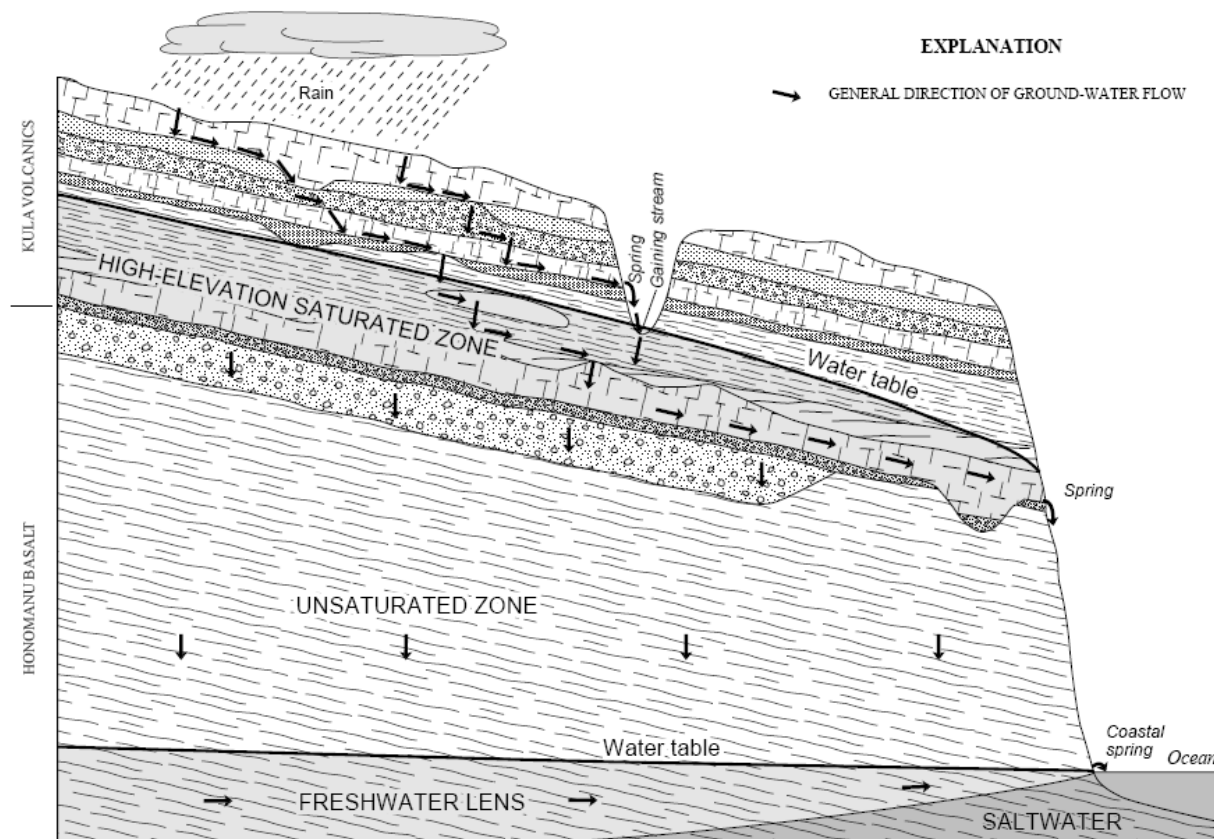 EXPLANATION
GENERAL DIRECTION OF GROUND-WATER FLOW
Rain
KULA VOLCANICS
Spring
Gaining stream
HIGH-ELEVATION SATURATED ZONE
Water table
Spring
HONOMANU BASALT
UNSATURATED ZONE
Water table
Coastal
spring
Ocean
FRESHWATER LENS
SALTWATER